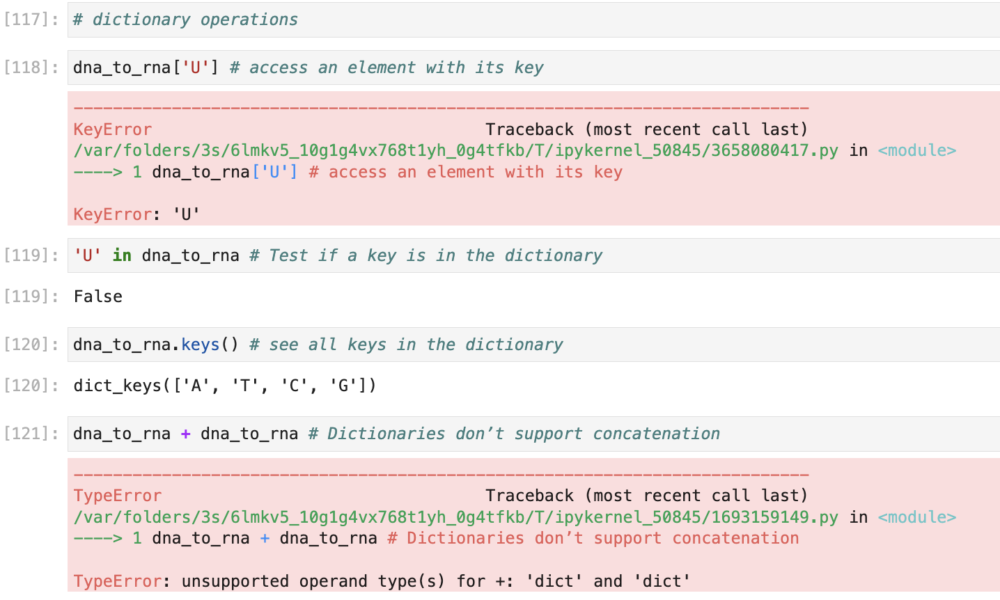 [117]: # dictionary operations
[118]: dna_to_rna['U'] # access an element with its key
---------------------------------------------------------------------------
KeyError                                  Traceback (most recent call last)
/var/folders/3s/6lmkv5_10g1g4vx768t1yh_0g4tfkb/T/ipykernel_50845/3658080417.py in <module>
----> 1 dna_to_rna['U'] # access an element with its key
KeyError: 'U'
[119]: 'U' in dna_to_rna # Test if a key is in the dictionary
[119]: False
[120]: dna_to_rna.keys() # see all keys in the dictionary
[120]: dict_keys(['A', 'T', 'C', 'G'])
[121]: dna_to_rna + dna_to_rna # Dictionaries don’t support concatenation
---------------------------------------------------------------------------
TypeError                                 Traceback (most recent call last)
/var/folders/3s/6lmkv5_10g1g4vx768t1yh_0g4tfkb/T/ipykernel_50845/1693159149.py in <module>
----> 1 dna_to_rna + dna_to_rna # Dictionaries don’t support concatenation
TypeError: unsupported operand type(s) for +: 'dict' and 'dict'